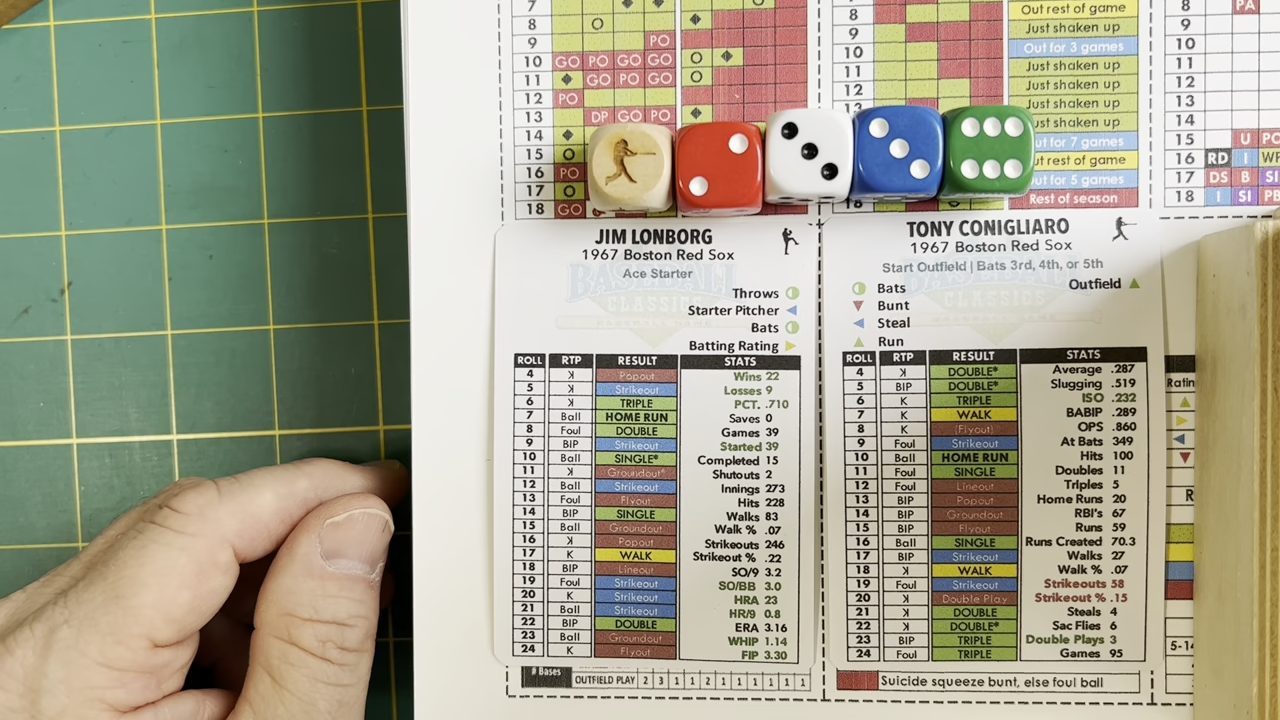 7
8
9
PO
10 GO PO GO GO
11 GO PO GO
12 PO
13 DP GO PO
14
15
16 PO
17
18 GO
8
9
10
11
12
13
18
Out rest of game
Just shaken up
Out for 3 games
Just shaken up
Just shaken up
Just shaken up
Just shaken up
ut for 7 games
ut rest of game
ut for 5 games
Rest of season
8 PA
9
10
11
12
13
14
15 U PO
16 RD I WP
17 DS B SI
18 I SI PB
JIM LONBORG
1967 Boston Red Sox
Ace Starter
BASEBALL
CLASSICS
Throws
Starter Pitcher
Bats
Batting Rating
ROLL RTP RESULT STATS
4 K Popout Wins 22
5 K Strikeout Losses 9
6 K TRIPLE PCT. .710
7 Ball HOME RUN Saves 0
8 Foul DOUBLE Games 39
9 BIP Strikeout Started 39
10 Ball SINGLE* Completed 15
11 K Groundout* Shutouts 2
12 Ball Strikeout Innings 273
13 Foul Flyout Hits 228
14 BIP SINGLE Walks 83
15 Ball Groundout Walk % .07
16 K Popout Strikeouts 246
17 K WALK Strikeout % .22
18 BIP Lineout SO/9 3.2
19 Foul Strikeout SO/BB 3.0
20 K Strikeout HRA 23
21 Ball Strikeout HR/9 0.8
22 BIP DOUBLE ERA 3.16
23 Ball Groundout WHIP 1.14
24 K Flyout FIP 3.30
TONY CONIGLIARO
1967 Boston Red Sox
Start Outfield | Bats 3rd, 4th, or 5th
CLASSICS
Bats Outfield
Bunt
Steal
Run
ROLL RTP RESULT STATS
4 K DOUBLE* Average .287
5 BIP DOUBLE* Slugging .519
6 K TRIPLE ISO .232
7 K WALK BABIP .289
8 K (Flyout) OPS .860
9 Foul Strikeout At Bats 349
10 Ball HOME RUN Hits 100
11 Foul SINGLE Doubles 11
12 Foul Lineout Triples 5
13 BIP Popout Home Runs 20
14 BIP Groundout RBI's 67
15 BIP Flyout Runs 59
16 Ball SINGLE Runs Created 70.3
17 BIP Strikeout Walks 27
18 K WALK Walk % .07
19 Foul Strikeout Strikeouts 58
20 K Double Play Strikeout % .15
21 K DOUBLE Steals 4
22 K DOUBLE* Sac Flies 6
23 BIP TRIPLE Double Plays 3
24 Foul TRIPLE Games 95
Ratin
R
5-14
# Bases OUTFIELD PLAY 2 3 1 1 2 1 1 1 1 1 1
Suicide squeeze bunt, else foul ball